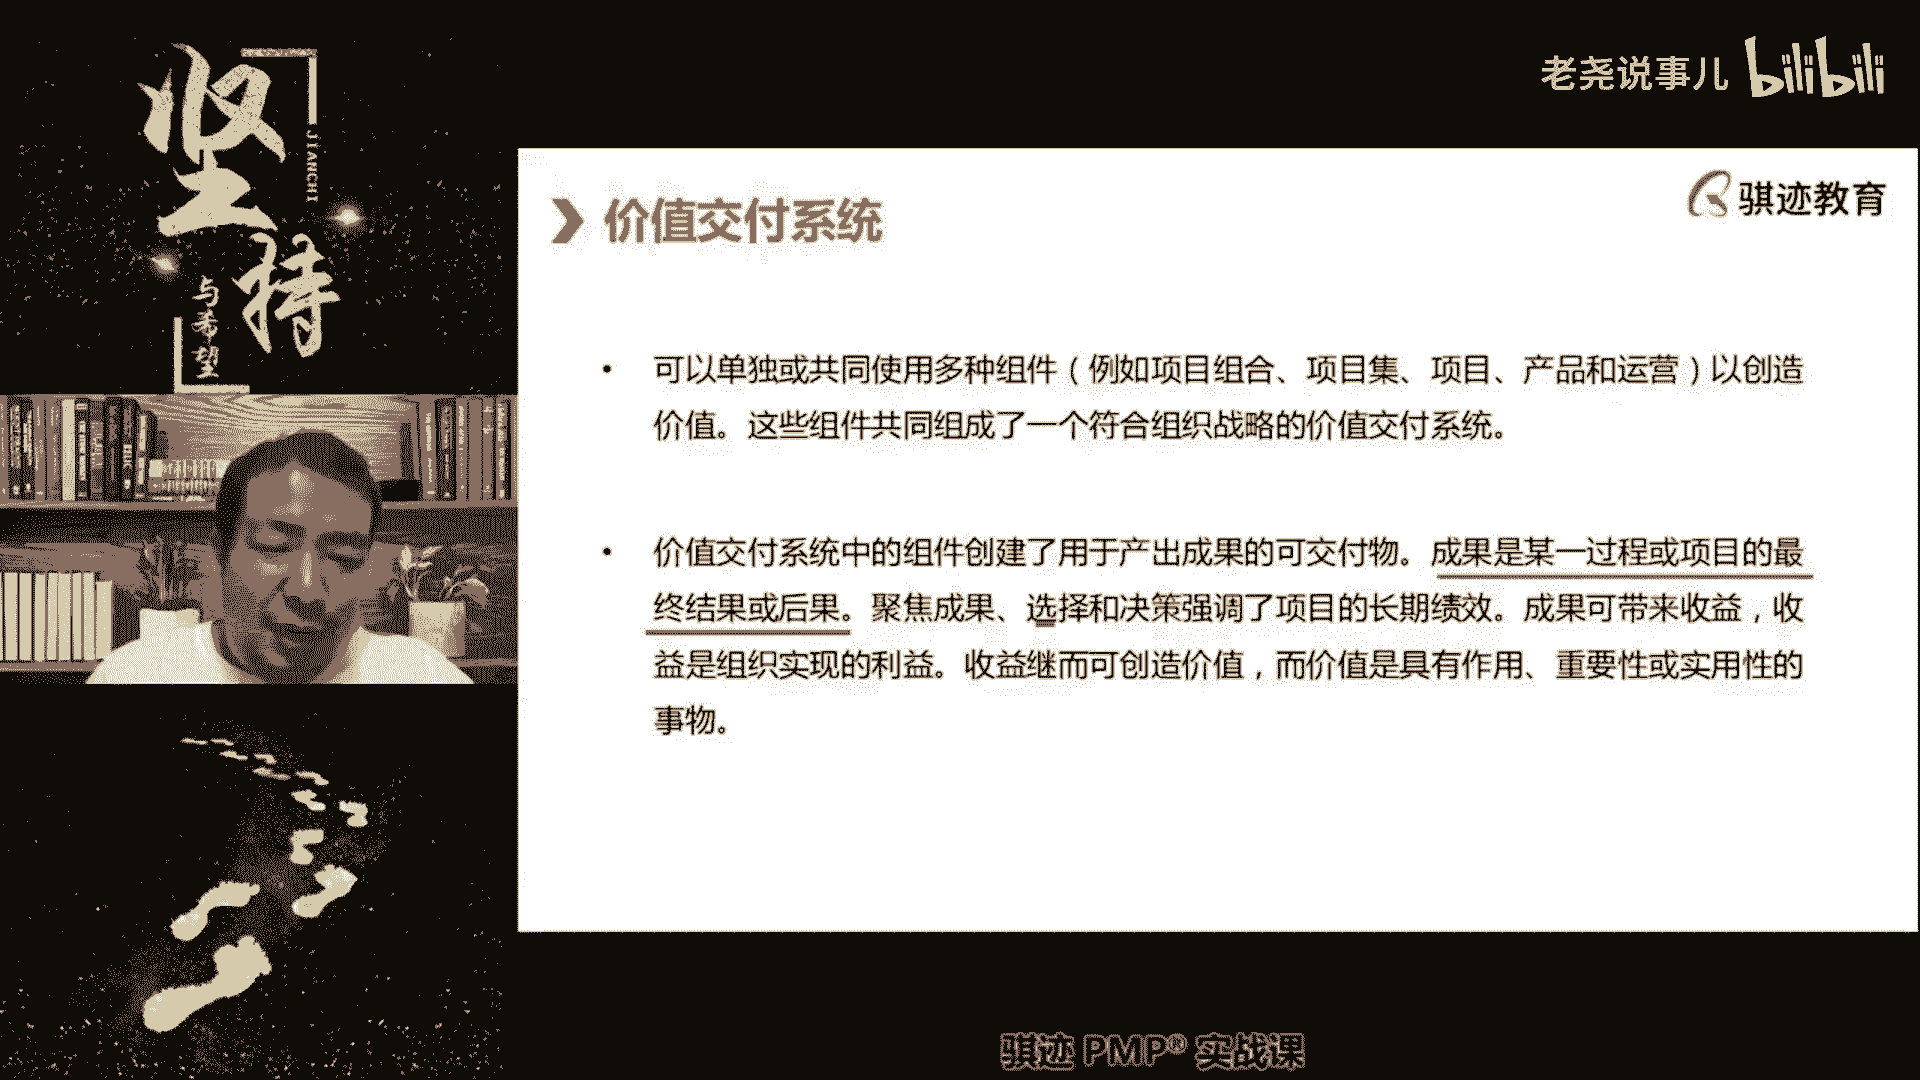 坚持
JIANCHI
与希望
老尧说事儿 bilibili
骐迹教育
价值交付系统
• 可以单独或共同使用多种组件（例如项目组合、项目集、项目、产品和运营）以创造
价值。这些组件共同组成了一个符合组织战略的价值交付系统。
• 价值交付系统中的组件创建了用于产出成果的可交付物。成果是某一过程或项目的最
终结果或后果。聚焦成果、选择和决策强调了项目的长期绩效。成果可带来收益，收
益是组织实现的利益。收益继而可创造价值，而价值是具有作用、重要性或实用性的
事物。
骐迹 PMP® 实战课